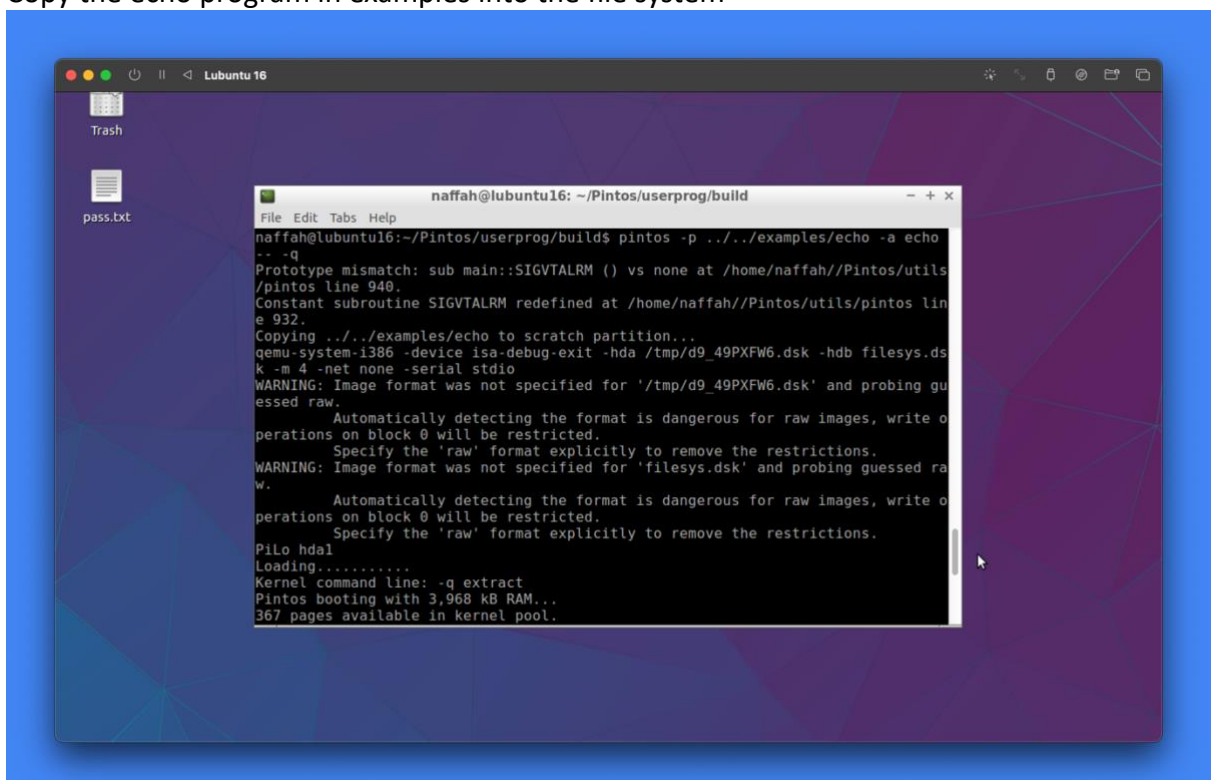 Copy the echo program in examples into the file system
Lubuntu 16
Trash
pass.txt
naffah@lubuntu16: ~/Pintos/userprog/build
File Edit Tabs Help
naffah@lubuntu16:~/Pintos/userprog/build$ pintos -p ../../examples/echo -a echo
-- -q
Prototype mismatch: sub main::SIGVTALRM () vs none at /home/naffah//Pintos/utils
/pintos line 940.
Constant subroutine SIGVTALRM redefined at /home/naffah//Pintos/utils/pintos lin
e 932.
Copying ../../examples/echo to scratch partition...
qemu-system-i386 -device isa-debug-exit -hda /tmp/d9_49PXFW6.dsk -hdb filesys.ds
k -m 4 -net none -serial stdio
WARNING: Image format was not specified for '/tmp/d9_49PXFW6.dsk' and probing gu
essed raw.
Automatically detecting the format is dangerous for raw images, write o
perations on block 0 will be restricted.
Specify the 'raw' format explicitly to remove the restrictions.
WARNING: Image format was not specified for 'filesys.dsk' and probing guessed ra
w.
Automatically detecting the format is dangerous for raw images, write o
perations on block 0 will be restricted.
Specify the 'raw' format explicitly to remove the restrictions.
PiLo hda1
Loading...........
Kernel command line: -q extract
Pintos booting with 3,968 kB RAM...
367 pages available in kernel pool.